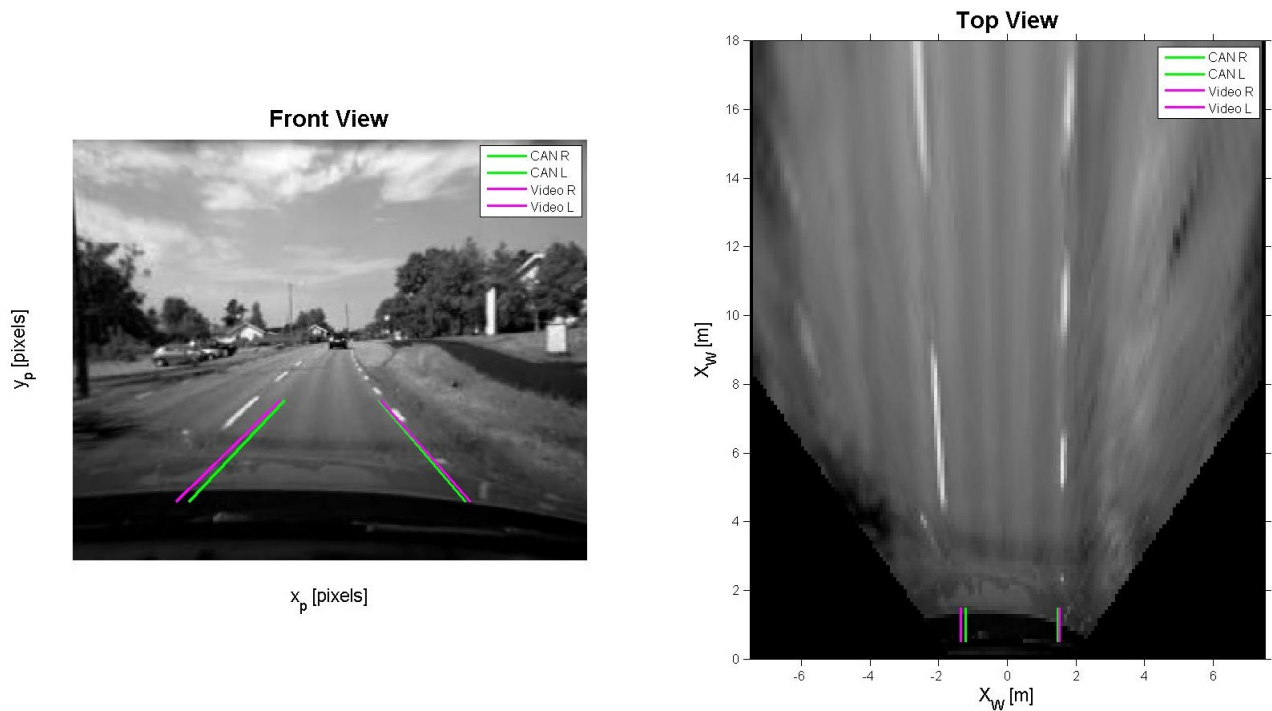 Front View
CAN R
CAN L
Video R
Video L
y_p [pixels]
x_p [pixels]
Top View
CAN R
CAN L
Video R
Video L
18
16
14
12
10
8
6
4
2
0
X_W [m]
-6
-4
-2
0
2
4
6
X_W [m]